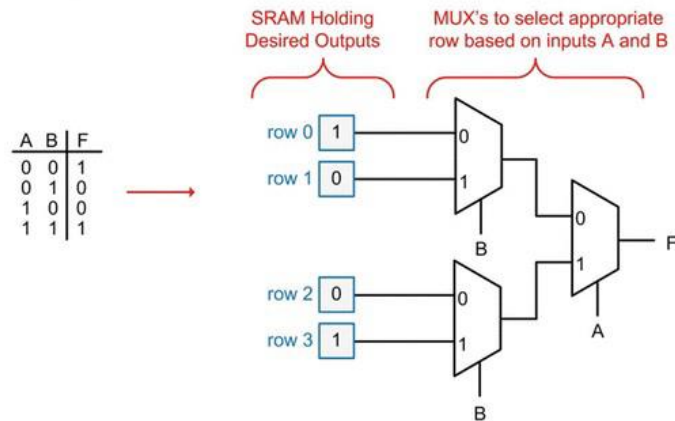 SRAM Holding
Desired Outputs
MUX's to select appropriate
row based on inputs A and B
A B F
0 0 1
0 1 0
1 0 0
1 1 1
row 0 1
row 1 0
0
1
B
row 2 0
row 3 1
0
1
B
0
1
A
F